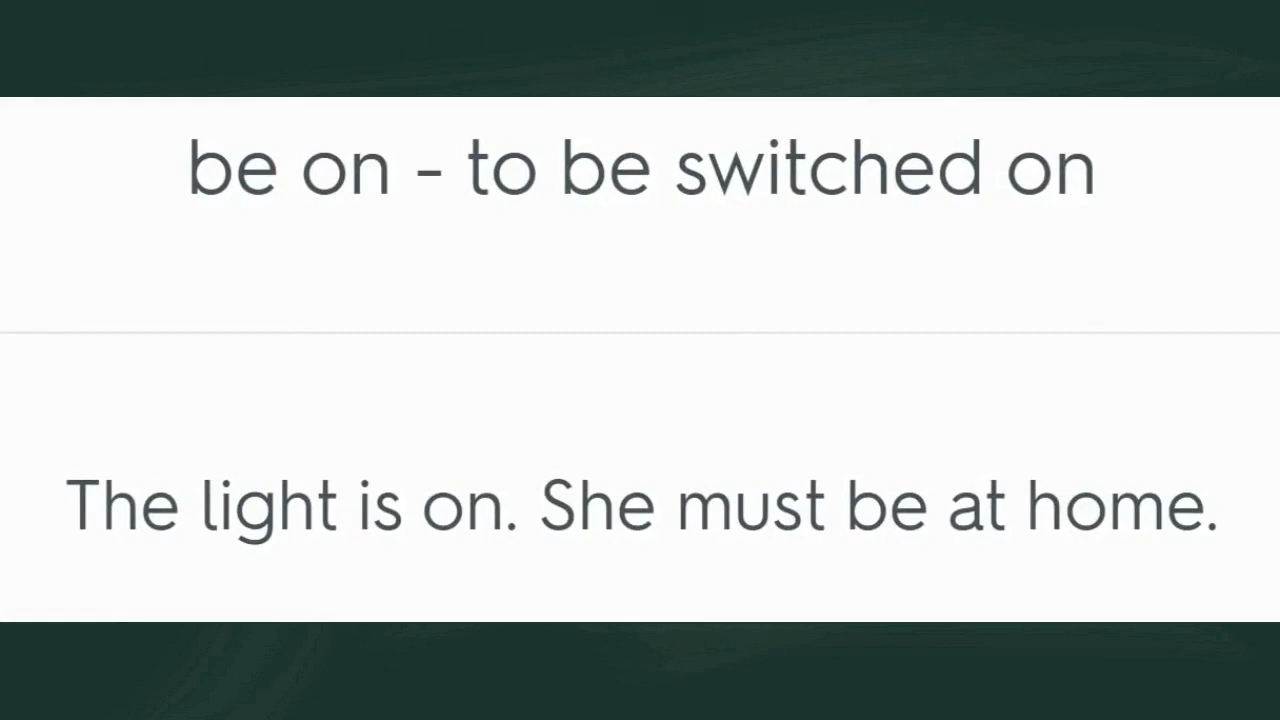 be on - to be switched on
The light is on. She must be at home.